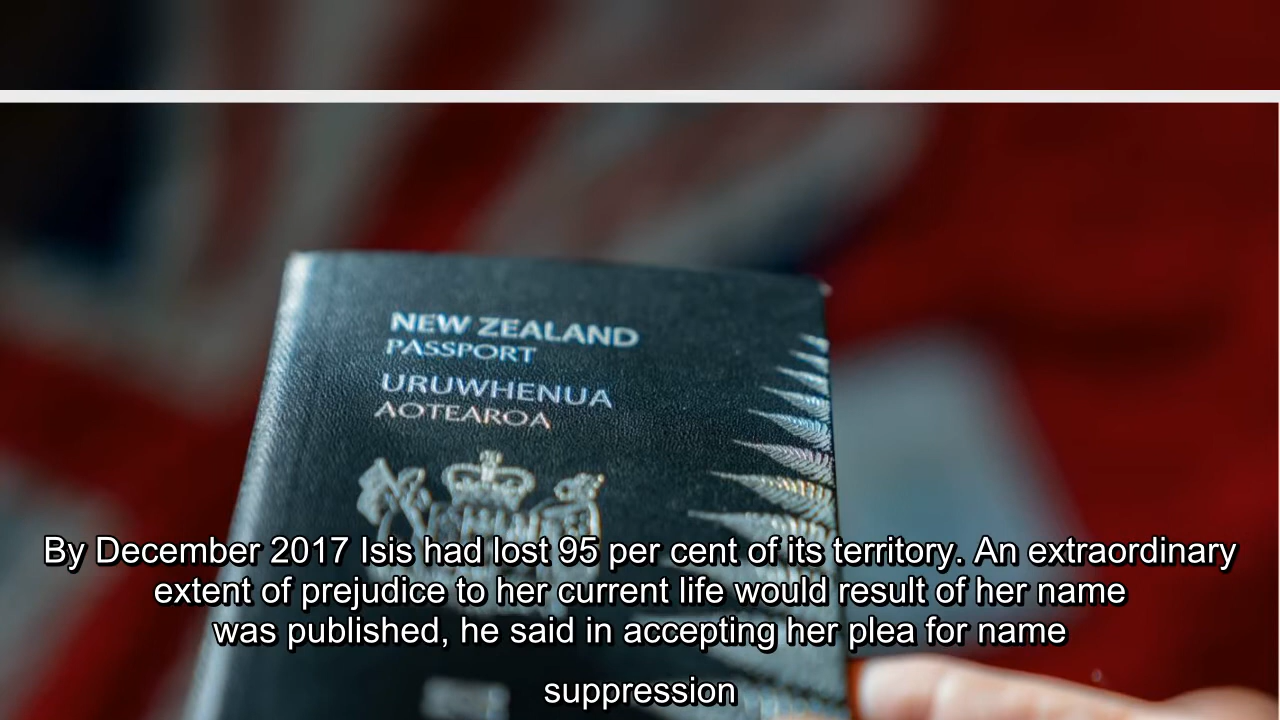 NEW ZEALAND
PASSPORT
URUWHENUA
AOTEAROA
By December 2017 Isis had lost 95 per cent of its territory. An extraordinary
extent of prejudice to her current life would result of her name
was published, he said in accepting her plea for name
suppression